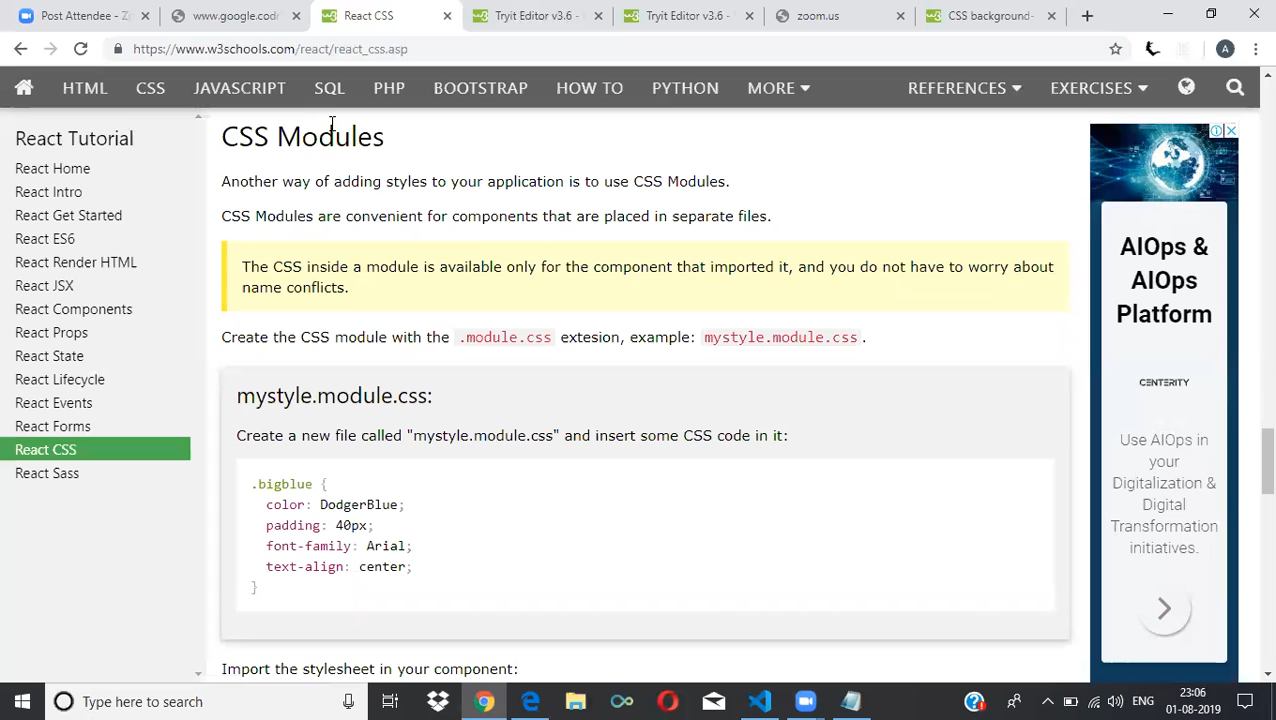 Post Attendee - Z
www.google.com
React CSS
Tryit Editor v3.6 -
Tryit Editor v3.6 -
zoom.us
CSS background-
https://www.w3schools.com/react/react_css.asp
A
HTML CSS JAVASCRIPT SQL PHP BOOTSTRAP HOW TO PYTHON MORE REFERENCES EXERCISES
React Tutorial
React Home
React Intro
React Get Started
React ES6
React Render HTML
React JSX
React Components
React Props
React State
React Lifecycle
React Events
React Forms
React CSS
React Sass
CSS Modules
Another way of adding styles to your application is to use CSS Modules.
CSS Modules are convenient for components that are placed in separate files.
The CSS inside a module is available only for the component that imported it, and you do not have to worry about
name conflicts.
Create the CSS module with the .module.css extesion, example: mystyle.module.css.
mystyle.module.css:
Create a new file called "mystyle.module.css" and insert some CSS code in it:
.bigblue {
color: DodgerBlue;
padding: 40px;
font-family: Arial;
text-align: center;
}
Import the stylesheet in your component:
AIOps &
AIOps
Platform
CENTERITY
Use AIOps in
your
Digitalization &
Digital
Transformation
initiatives.
Type here to search
ENG
23:06
01-08-2019